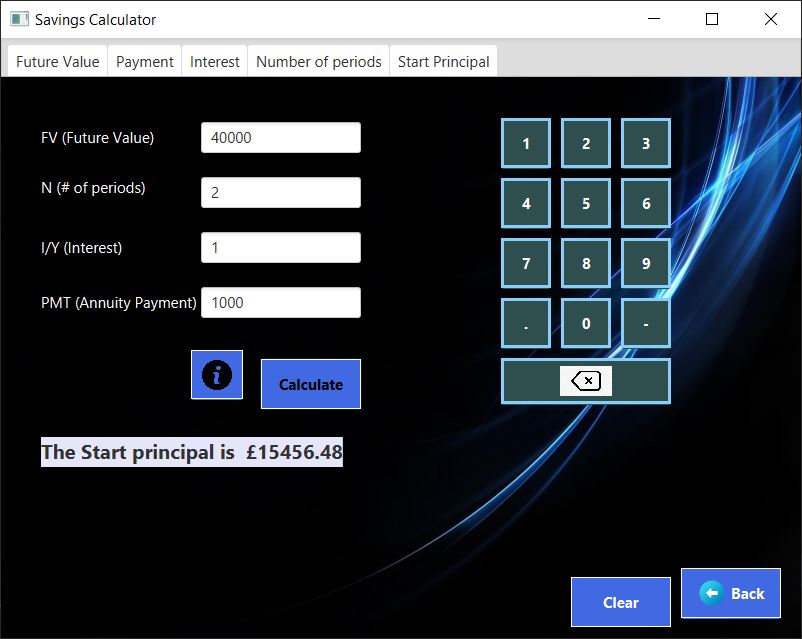 Savings Calculator
Future Value Payment Interest Number of periods Start Principal
FV (Future Value) 40000
N (# of periods) 2
I/Y (Interest) 1
PMT (Annuity Payment) 1000
i Calculate
The Start principal is £15456.48
1 2 3
4 5 6
7 8 9
. 0 -
Clear Back